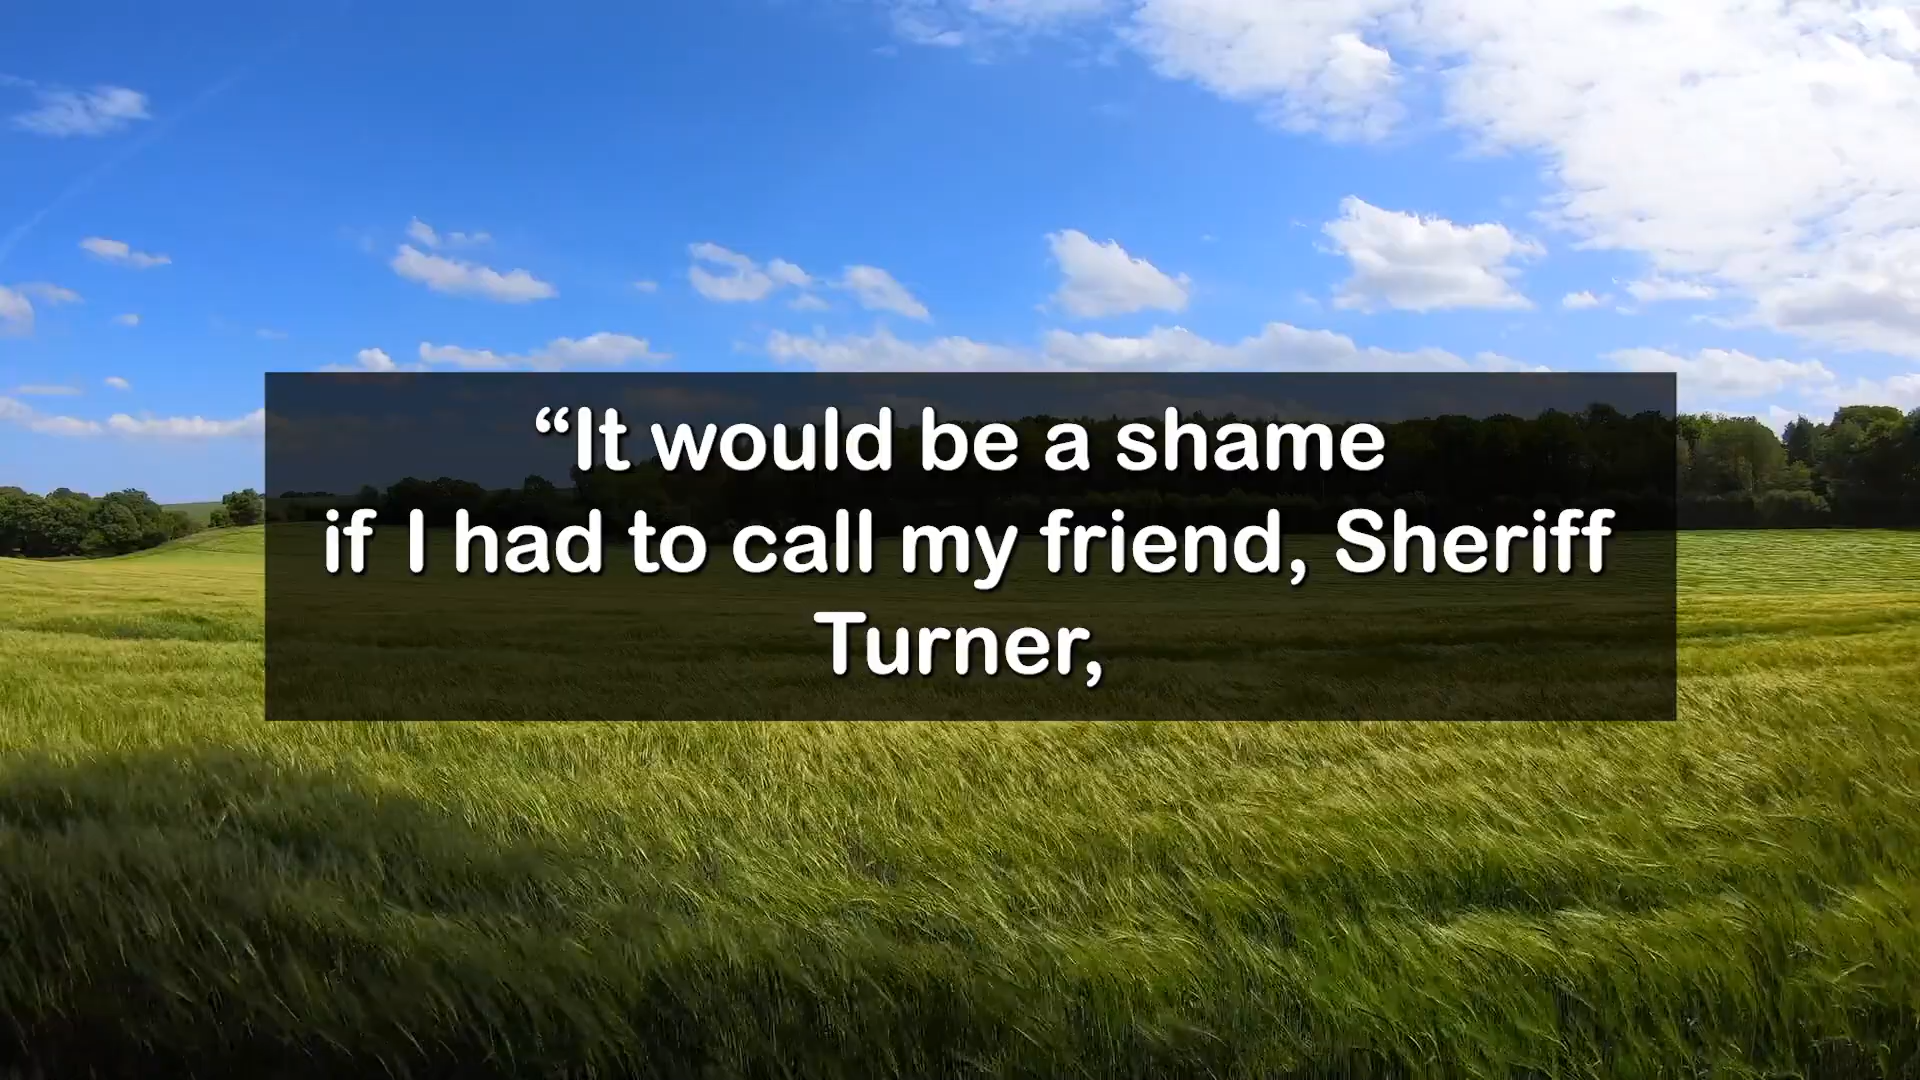 “It would be a shame
if I had to call my friend, Sheriff
Turner,